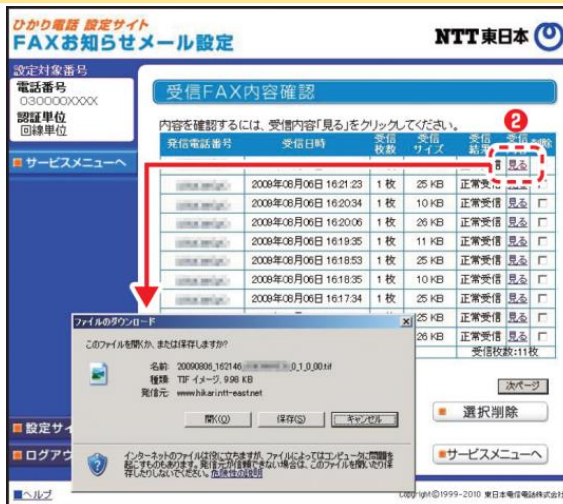 ひかり電話 設定サイト
FAXお知らせメール設定
NTT東日本
設定対象番号
電話番号
030000XXXX
認証単位
回線単位
サービスメニューへ
受信FAX内容確認
内容を確認するには、受信内容「見る」をクリックしてください。
2
発信電話番号 受信日時 受信枚数 受信サイズ 受信結果
見る
2009年08月06日 16:21:23 1枚 25 KB 正常受信 見る
2009年08月06日 16:20:34 1枚 10 KB 正常受信 見る
2009年08月06日 16:20:06 1枚 26 KB 正常受信 見る
2009年08月06日 16:19:35 1枚 11 KB 正常受信 見る
2009年08月06日 16:18:53 1枚 25 KB 正常受信 見る
2009年08月06日 16:18:35 1枚 10 KB 正常受信 見る
2009年08月06日 16:17:34 1枚 25 KB 正常受信 見る
25 KB 正常受信 見る
26 KB 正常受信 見る
受信枚数:11枚
ファイルのダウンロード
このファイルを開くか、または保存しますか?
名前: 20090806_162146_ _0_1_0_00.tif
種類: TIF イメージ, 9.98 KB
発信元: www.hikari.ntt-east.net
開く(O) 保存(S) キャンセル
インターネットのファイルは役に立ちますが、ファイルによってはコンピュータに問題を
起こすものもあります。発信元が信頼できない場合は、このファイルを開いたり保
存したりしないでください。危険性の説明
次ページ
選択削除
設定サイ
ログアウ
サービスメニューへ
ヘルプ
Copyright©1999-2010 東日本電信電話株式会社